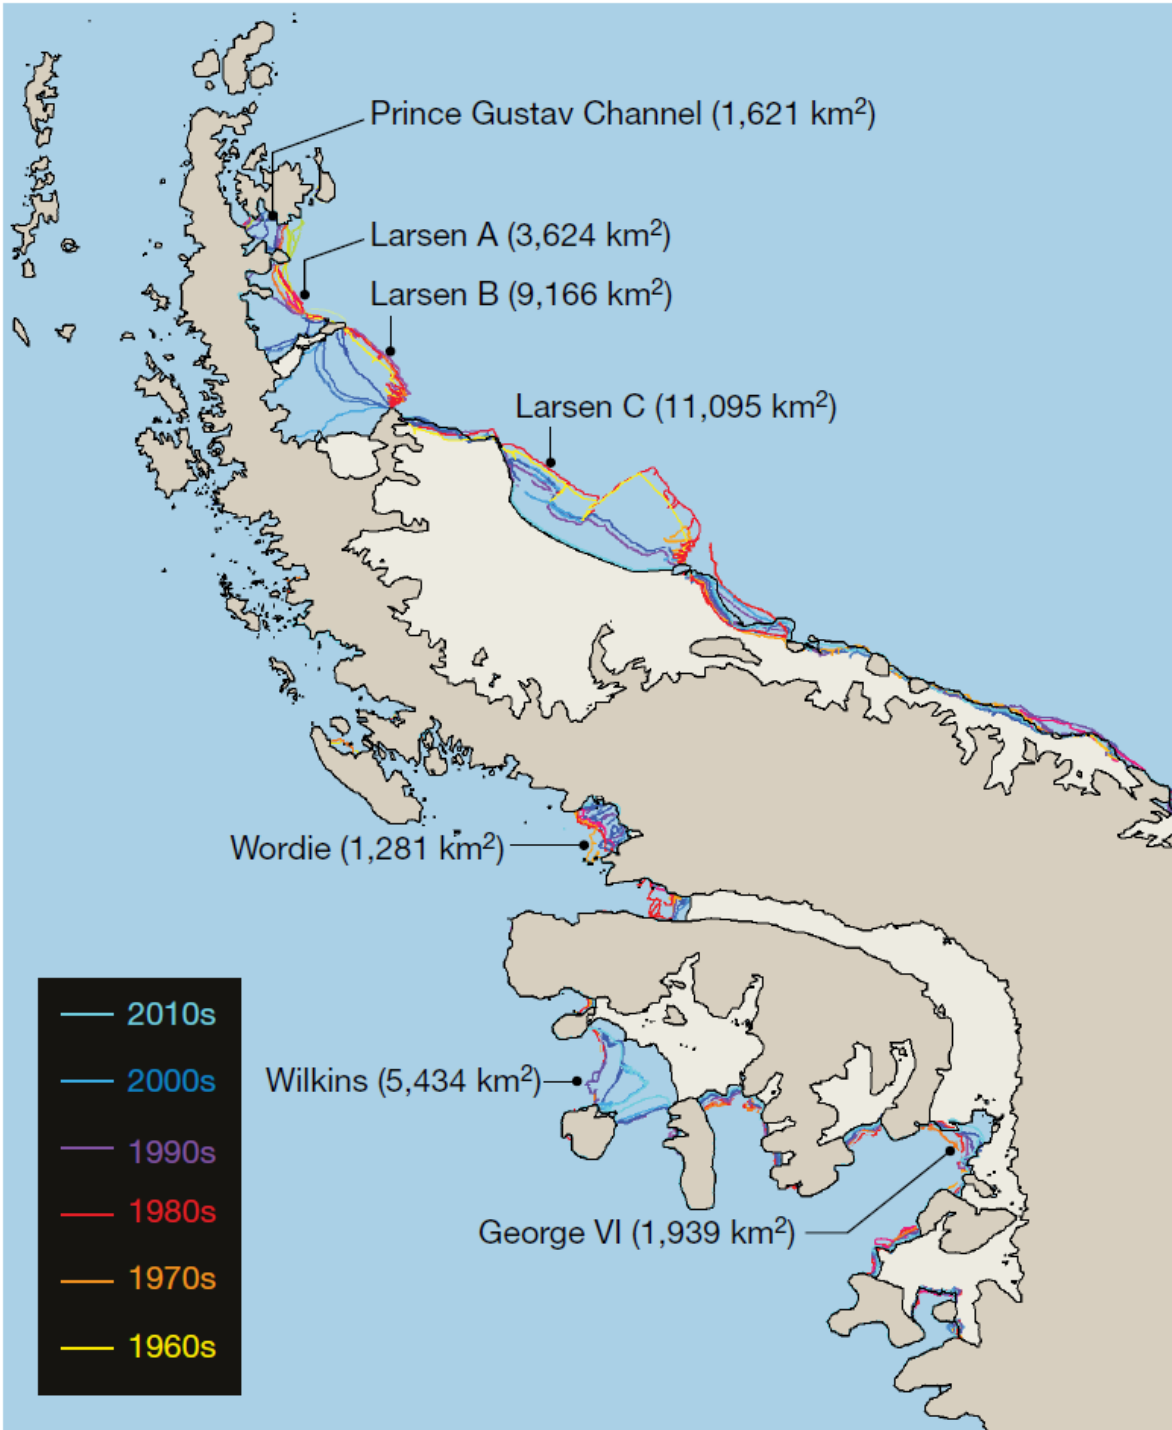 Prince Gustav Channel (1,621 km²)
Larsen A (3,624 km²)
Larsen B (9,166 km²)
Larsen C (11,095 km²)
Wordie (1,281 km²)
2010s
2000s
Wilkins (5,434 km²)
1990s
1980s
George VI (1,939 km²)
1970s
1960s